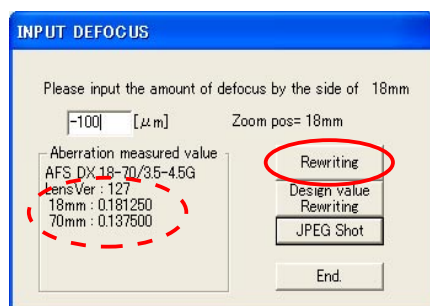 INPUT DEFOCUS
Please input the amount of defocus by the side of 18mm
-100 [μm] Zoom pos= 18mm
Aberration measured value
AFS DX 18-70/3.5-4.5G
LensVer : 127
18mm : 0.181250
70mm : 0.137500
Rewriting
Design value
Rewriting
JPEG Shot
End.